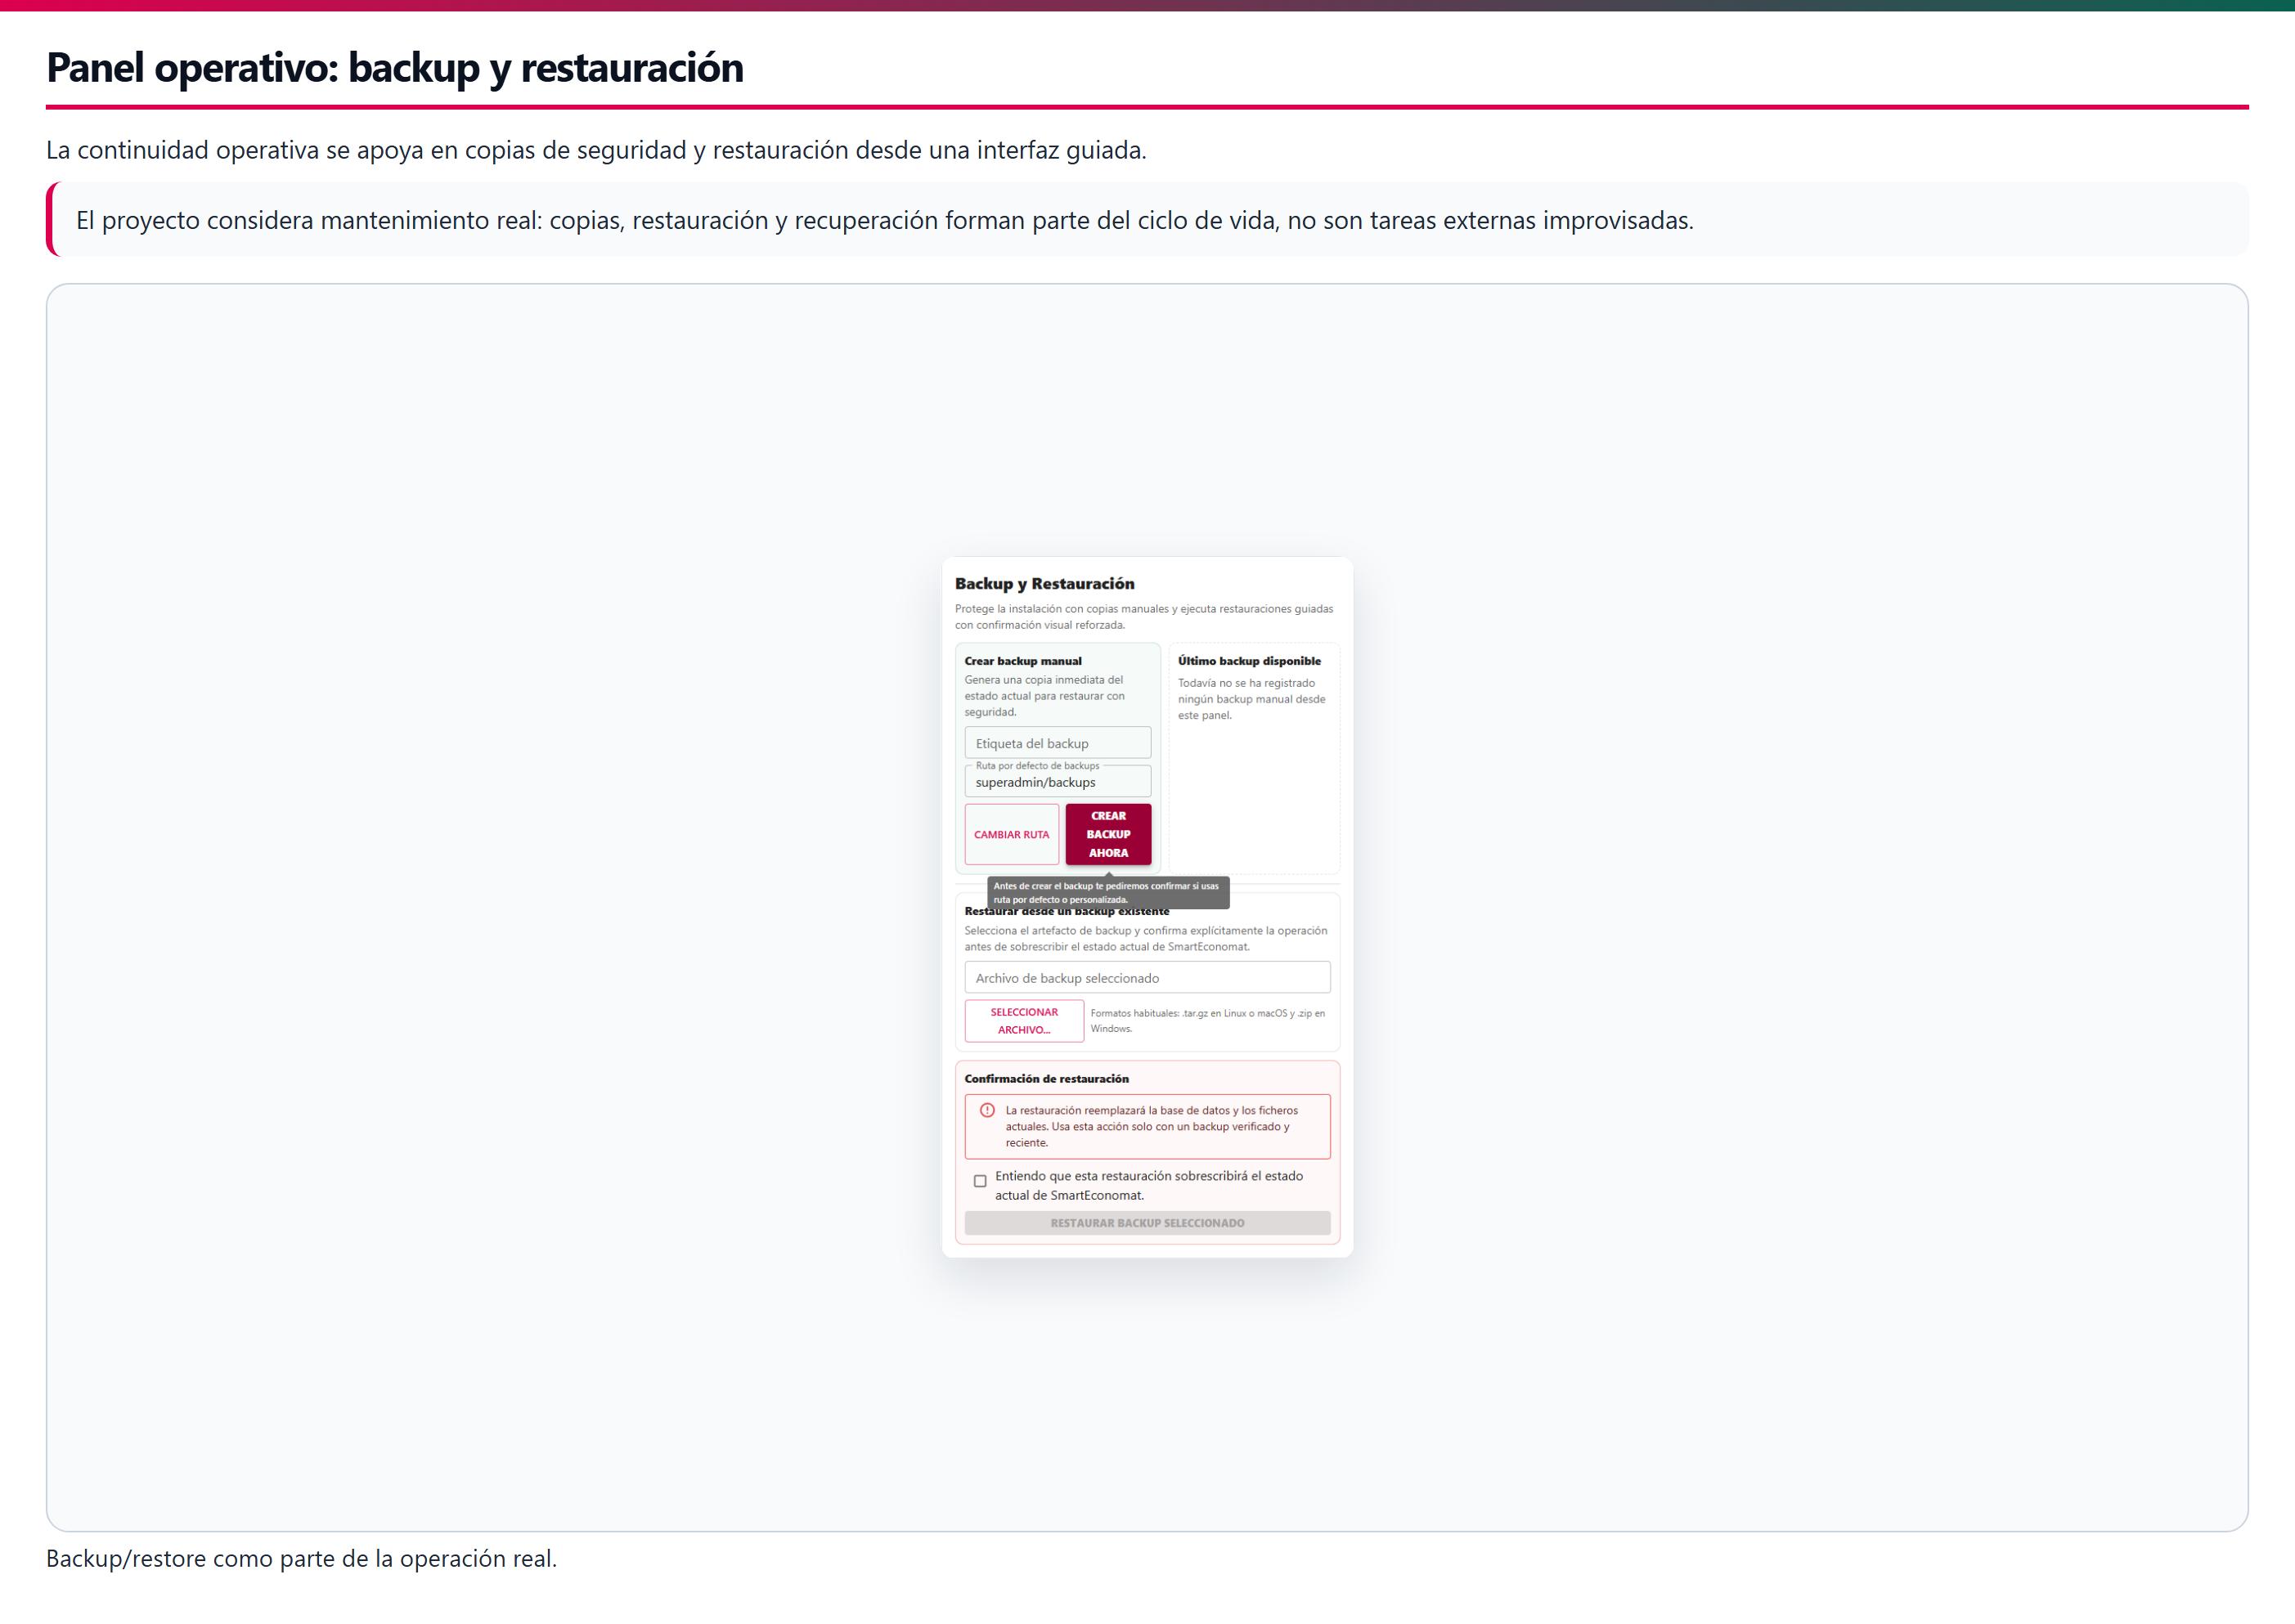 Panel operativo: backup y restauración
La continuidad operativa se apoya en copias de seguridad y restauración desde una interfaz guiada.
El proyecto considera mantenimiento real: copias, restauración y recuperación forman parte del ciclo de vida, no son tareas externas improvisadas.
Backup y Restauración
Protege la instalación con copias manuales y ejecuta restauraciones guiadas
con confirmación visual reforzada.
Crear backup manual
Genera una copia inmediata del
estado actual para restaurar con
seguridad.
Etiqueta del backup
Ruta por defecto de backups
superadmin/backups
CAMBIAR RUTA
CREAR
BACKUP
AHORA
Último backup disponible
Todavía no se ha registrado
ningún backup manual desde
este panel.
Antes de crear el backup te pediremos confirmar si usas
ruta por defecto o personalizada.
Restaurar desde un backup existente
Selecciona el artefacto de backup y confirma explícitamente la operación
antes de sobrescribir el estado actual de SmartEconomat.
Archivo de backup seleccionado
SELECCIONAR
ARCHIVO...
Formatos habituales: .tar.gz en Linux o macOS y .zip en
Windows.
Confirmación de restauración
La restauración reemplazará la base de datos y los ficheros
actuales. Usa esta acción solo con un backup verificado y
reciente.
Entiendo que esta restauración sobrescribirá el estado
actual de SmartEconomat.
RESTAURAR BACKUP SELECCIONADO
Backup/restore como parte de la operación real.